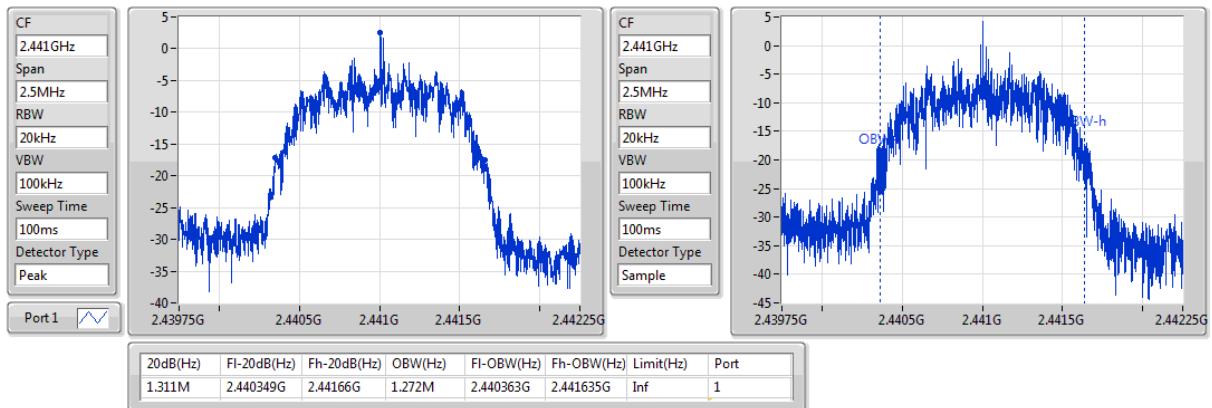 CF
2.441GHz
Span
2.5MHz
RBW
20kHz
VBW
100kHz
Sweep Time
100ms
Detector Type
Peak
Port 1
5
0
-5
-10
-15
-20
-25
-30
-35
-40
2.43975G 2.4405G 2.441G 2.4415G 2.44225G
CF
2.441GHz
Span
2.5MHz
RBW
20kHz
VBW
100kHz
Sweep Time
100ms
Detector Type
Sample
5
0
-5
-10
-15
-20
-25
-30
-35
-40
-45
2.43975G 2.4405G 2.441G 2.4415G 2.44225G
20dB(Hz) Fl-20dB(Hz) Fh-20dB(Hz) OBW(Hz) Fl-OBW(Hz) Fh-OBW(Hz) Limit(Hz) Port
1.311M 2.440349G 2.44166G 1.272M 2.440363G 2.441635G Inf 1